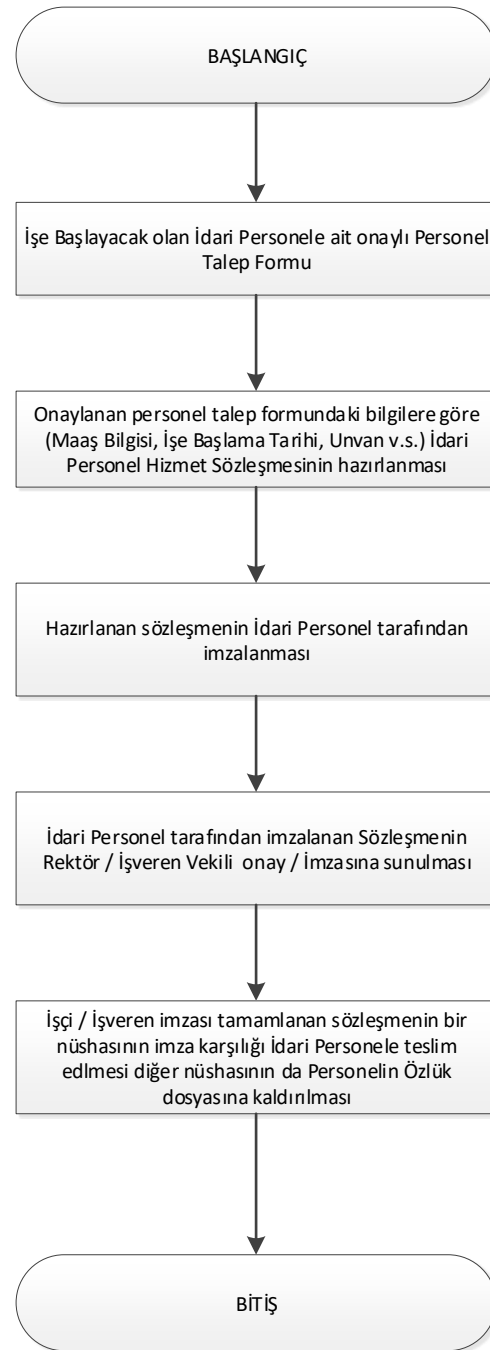 BAŞLANGIÇ
İşe Başlayacak olan İdari Personele ait onaylı Personel
Talep Formu
Onaylanan personel talep formundaki bilgilere göre
(Maaş Bilgisi, İşe Başlama Tarihi, Unvan v.s.) İdari
Personel Hizmet Sözleşmesinin hazırlanması
Hazırlanan sözleşmenin İdari Personel tarafından
imzalanması
İdari Personel tarafından imzalanan Sözleşmenin
Rektör / İşveren Vekili onay / İmzasına sunulması
İşçi / İşveren imzası tamamlanan sözleşmenin bir
nüshasının imza karşılığı İdari Personele teslim
edlmesi diğer nüshasının da Personelin Özlük
dosyasına kaldırılması
BİTİŞ